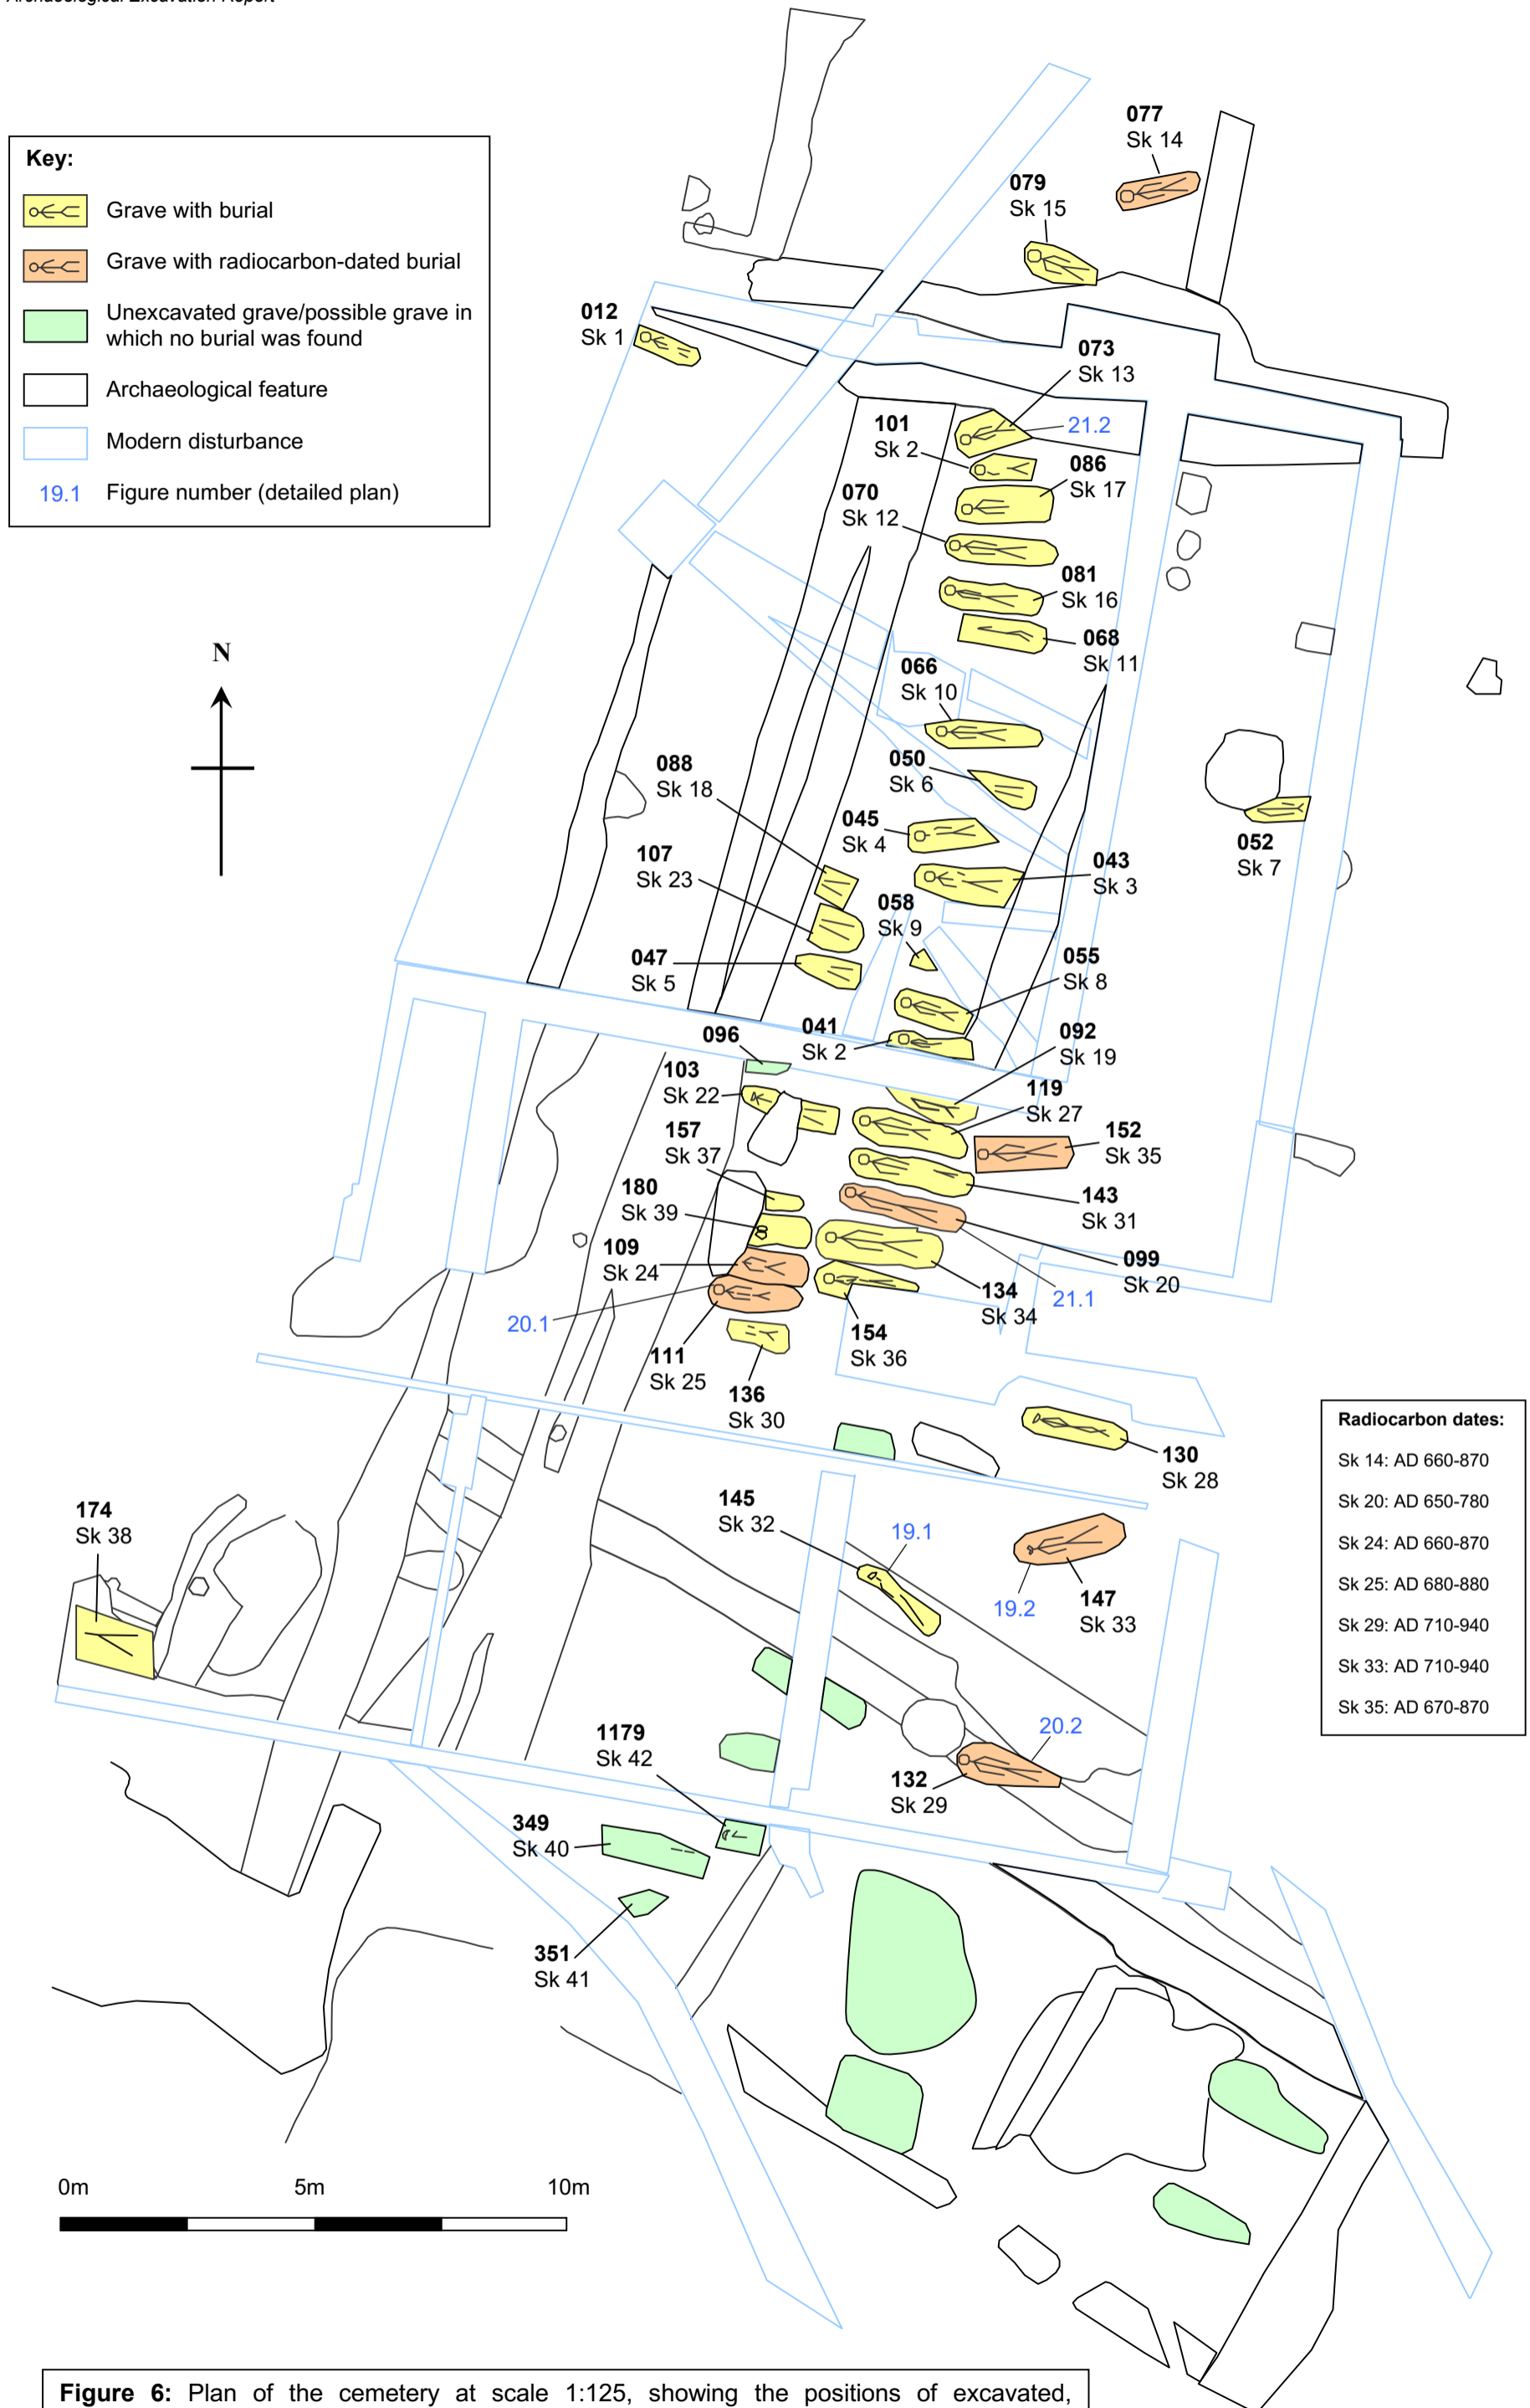 Archaeological Excavation Report
Key:
Grave with burial
Grave with radiocarbon-dated burial
Unexcavated grave/possible grave in
which no burial was found
Archaeological feature
Modern disturbance
19.1 Figure number (detailed plan)
N
077
Sk 14
079
Sk 15
012
Sk 1
073
Sk 13
21.2
101
Sk 2
086
Sk 17
070
Sk 12
081
Sk 16
068
Sk 11
066
Sk 10
050
Sk 6
088
Sk 18
045
Sk 4
052
Sk 7
107
Sk 23
043
Sk 3
058
Sk 9
047
Sk 5
055
Sk 8
041
Sk 2
092
Sk 19
096
103
Sk 22
119
Sk 27
157
Sk 37
152
Sk 35
180
Sk 39
143
Sk 31
109
Sk 24
099
Sk 20
134
Sk 34
21.1
20.1
154
Sk 36
111
Sk 25
136
Sk 30
130
Sk 28
Radiocarbon dates:
Sk 14: AD 660-870
Sk 20: AD 650-780
Sk 24: AD 660-870
Sk 25: AD 680-880
Sk 29: AD 710-940
Sk 33: AD 710-940
Sk 35: AD 670-870
174
Sk 38
145
Sk 32
19.1
19.2
147
Sk 33
20.2
132
Sk 29
1179
Sk 42
349
Sk 40
351
Sk 41
0m 5m 10m
Figure 6: Plan of the cemetery at scale 1:125, showing the positions of excavated,